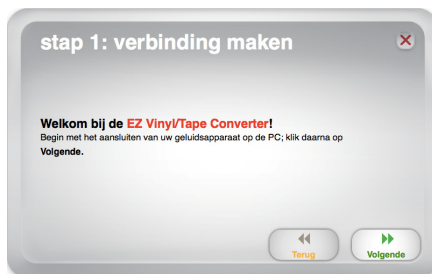 stap 1: verbinding maken
Welkom bij de EZ Vinyl/Tape Converter!
Begin met het aansluiten van uw geluidsapparaat op de PC; klik daarna op
Volgende.
Terug
Volgende